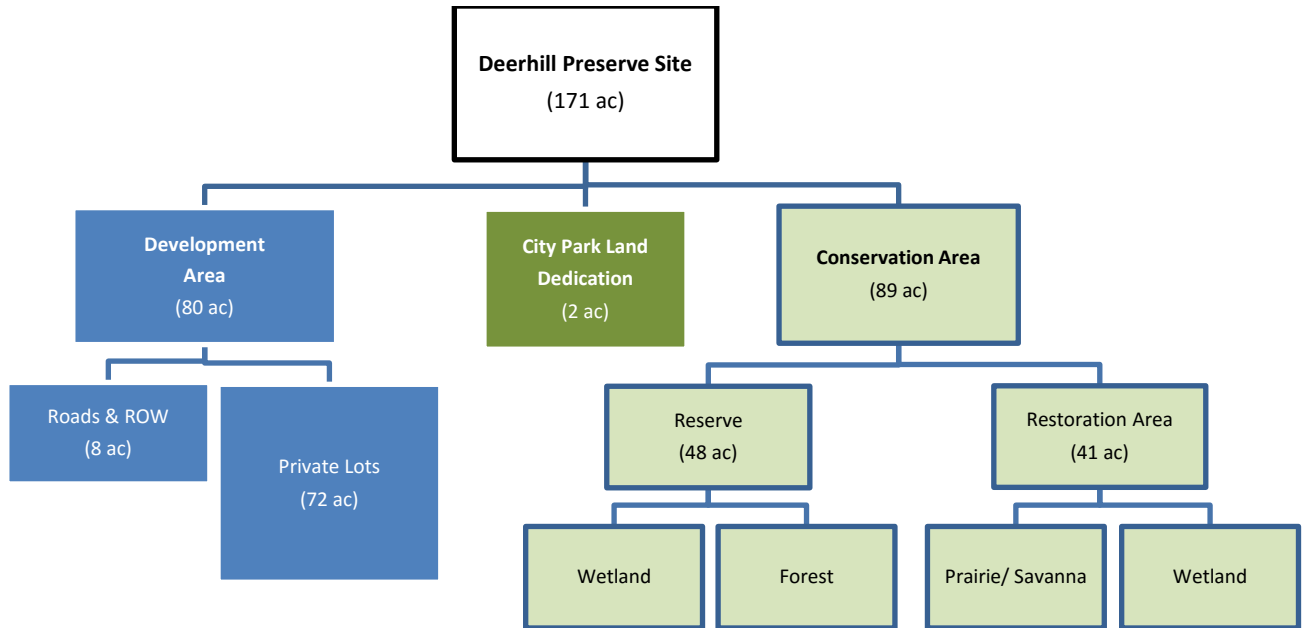 Deerhill Preserve Site
(171 ac)
Development
Area
(80 ac)
City Park Land
Dedication
(2 ac)
Conservation Area
(89 ac)
Roads & ROW
(8 ac)
Private Lots
(72 ac)
Reserve
(48 ac)
Restoration Area
(41 ac)
Wetland
Forest
Prairie/ Savanna
Wetland